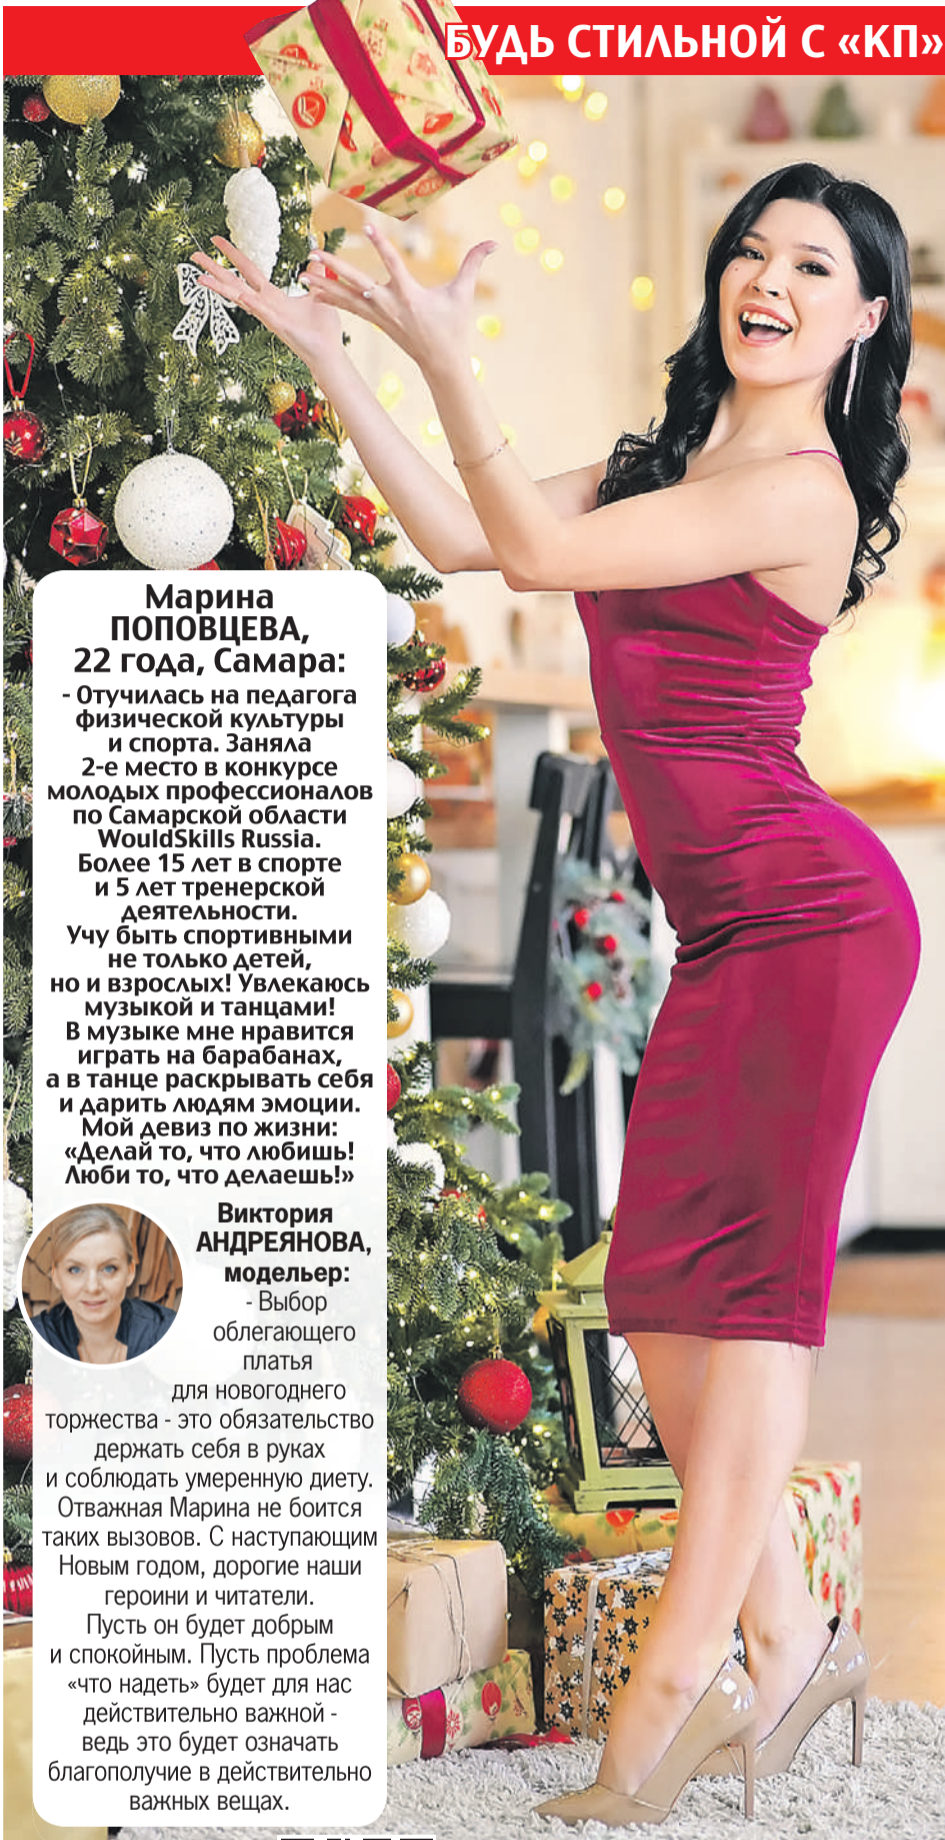 БУДЬ СТИЛЬНОЙ С «КП»
Марина
ПОПОВЦЕВА,
22 года, Самара:
- Отучилась на педагога
физической культуры
и спорта. Заняла
2-е место в конкурсе
молодых профессионалов
по Самарской области
WouldSkills Russia.
Более 15 лет в спорте
и 5 лет тренерской
деятельности.
Учу быть спортивными
не только детей,
но и взрослых! Увлекаюсь
музыкой и танцами!
В музыке мне нравится
играть на барабанах,
а в танце раскрывать себя
и дарить людям эмоции.
Мой девиз по жизни:
«Делай то, что любишь!
Люби то, что делаешь!»
Виктория
АНДРЕЯНОВА,
модельер:
- Выбор
облегающего
платья
для новогоднего
торжества - это обязательство
держать себя в руках
и соблюдать умеренную диету.
Отважная Марина не боится
таких вызовов. С наступающим
Новым годом, дорогие наши
героини и читатели.
Пусть он будет добрым
и спокойным. Пусть проблема
«что надеть» будет для нас
действительно важной -
ведь это будет означать
благополучие в действительно
важных вещах.